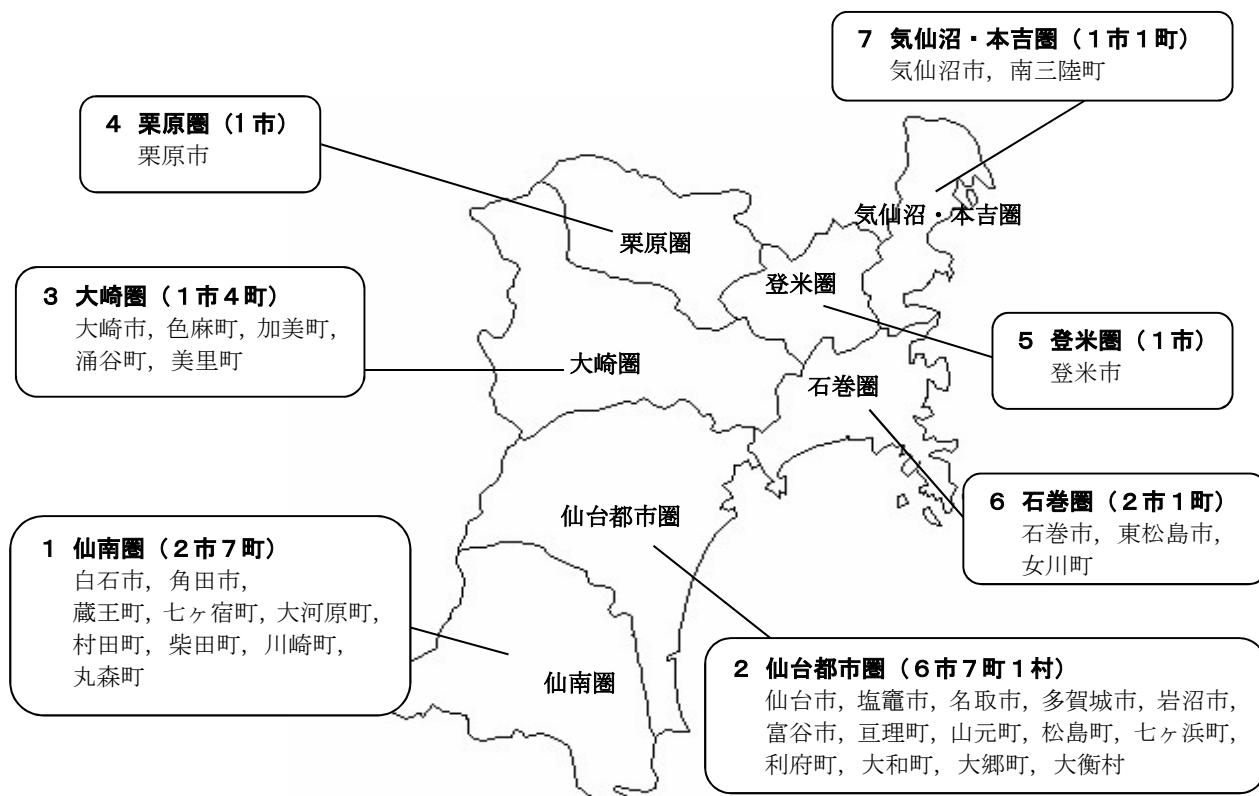 7 気仙沼・本吉圏（1市1町）
気仙沼市，南三陸町
4 栗原圏（1市）
栗原市
気仙沼・本吉圏
栗原圏
登米圏
3 大崎圏（1市4町）
大崎市，色麻町，加美町，
涌谷町，美里町
大崎圏
石巻圏
5 登米圏（1市）
登米市
6 石巻圏（2市1町）
石巻市，東松島市，
女川町
仙台都市圏
1 仙南圏（2市7町）
白石市，角田市，
蔵王町，七ヶ宿町，大河原町，
村田町，柴田町，川崎町，
丸森町
仙南圏
2 仙台都市圏（6市7町1村）
仙台市，塩竈市，名取市，多賀城市，岩沼市，
富谷市，亘理町，山元町，松島町，七ヶ浜町，
利府町，大和町，大郷町，大衡村